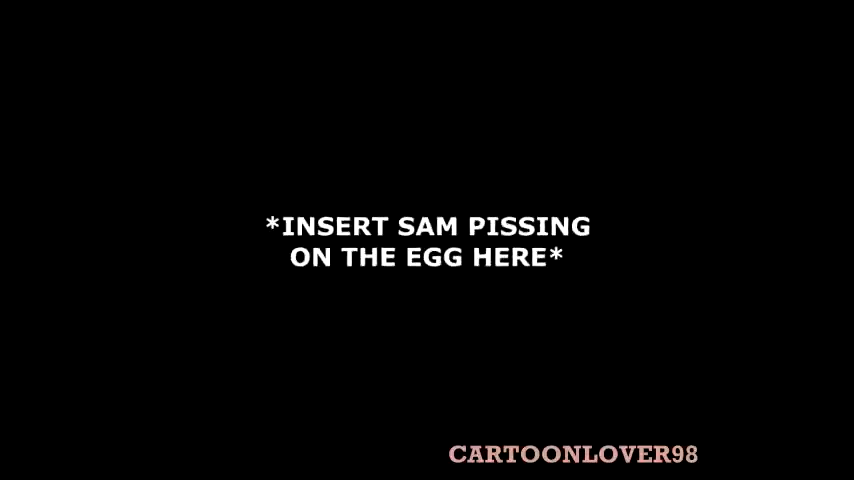 *INSERT SAM PISSING
ON THE EGG HERE*
CARTOONLOVER98